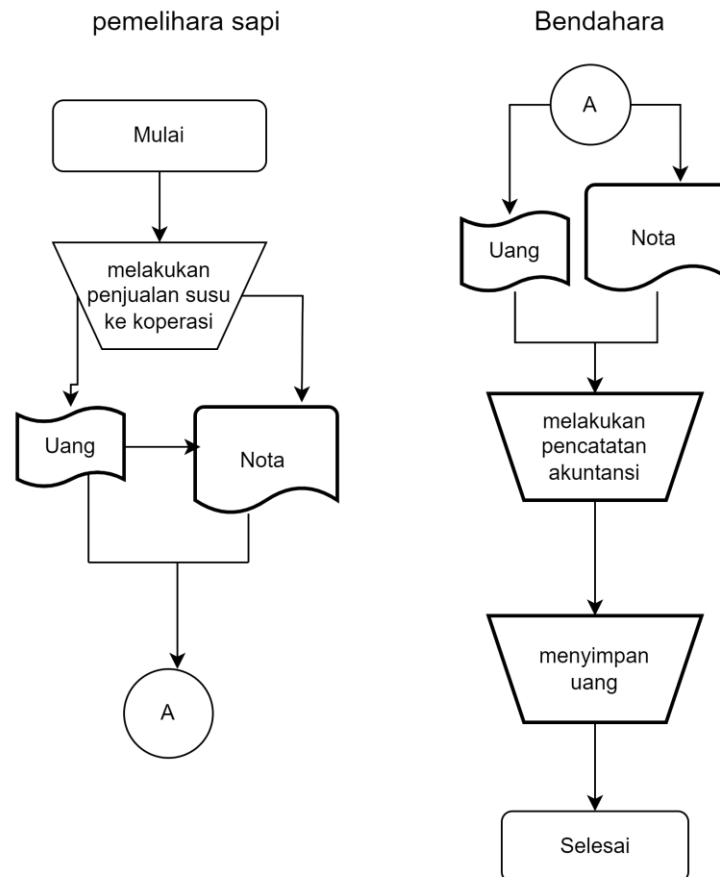 pemelihara sapi
Mulai
melakukan
penjualan susu
ke koperasi
Uang
Nota
A
Bendahara
A
Uang
Nota
melakukan
pencatatan
akuntansi
menyimpan
uang
Selesai